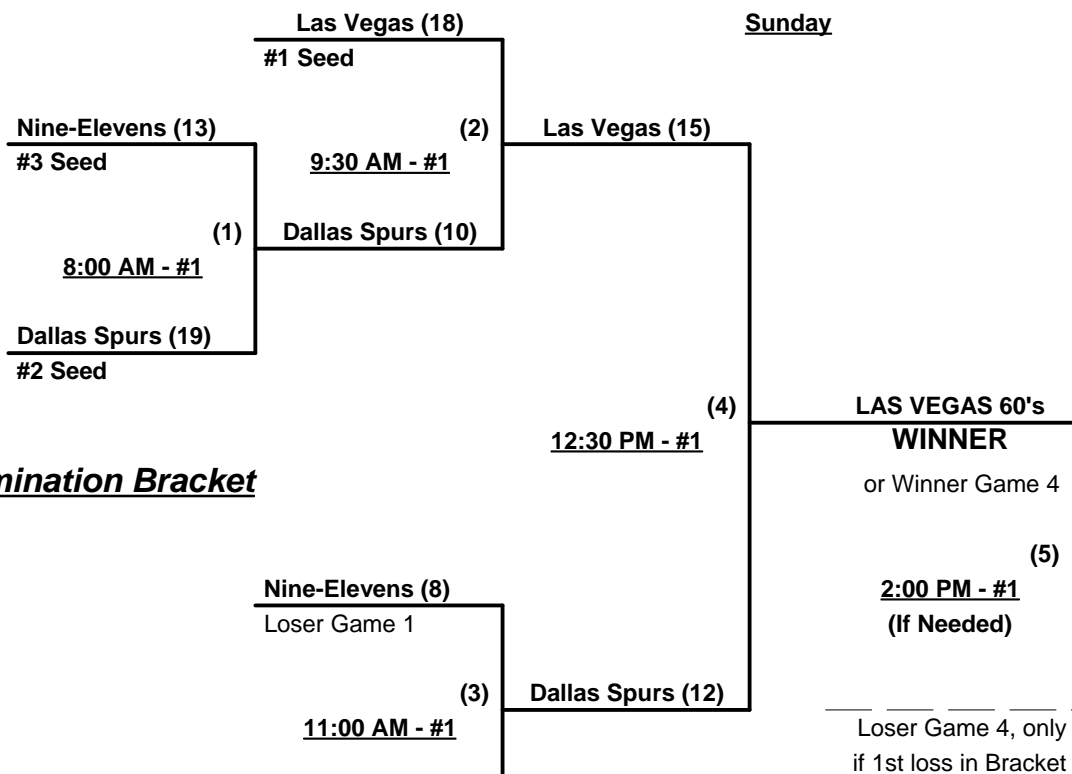 Las Vegas (18)
Sunday
#1 Seed
Nine-Elevens (13)
(2)
Las Vegas (15)
#3 Seed
9:30 AM - #1
(1)
Dallas Spurs (10)
8:00 AM - #1
Dallas Spurs (19)
#2 Seed
(4)
LAS VEGAS 60's
12:30 PM - #1
WINNER
mination Bracket
or Winner Game 4
(5)
Nine-Elevens (8)
2:00 PM - #1
Loser Game 1
(If Needed)
(3)
Dallas Spurs (12)
11:00 AM - #1
Loser Game 4, only
if 1st loss in Bracket